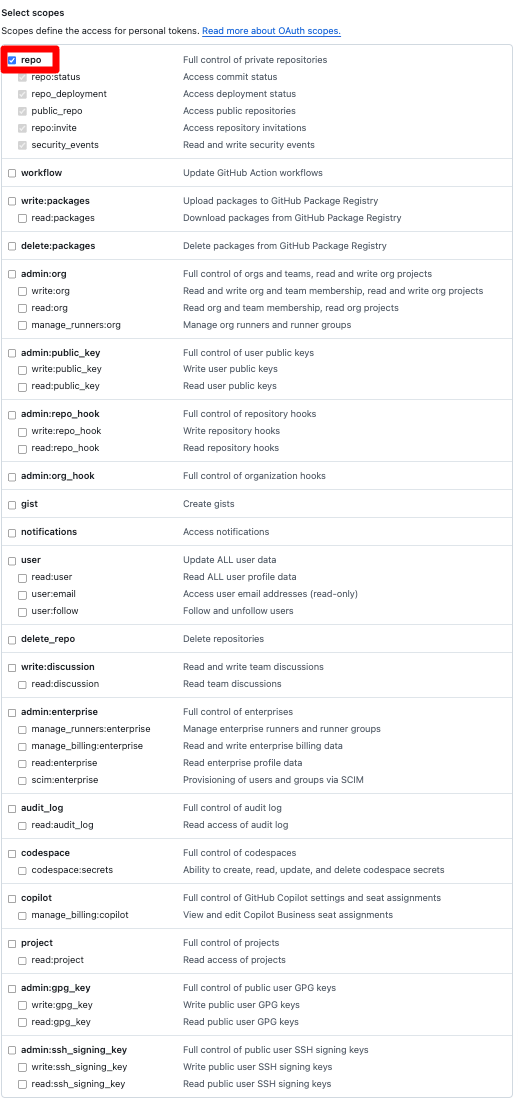 Select scopes
Scopes define the access for personal tokens. Read more about OAuth scopes.
repo Full control of private repositories
repo:status Access commit status
repo_deployment Access deployment status
public_repo Access public repositories
repo:invite Access repository invitations
security_events Read and write security events
workflow Update GitHub Action workflows
write:packages Upload packages to GitHub Package Registry
read:packages Download packages from GitHub Package Registry
delete:packages Delete packages from GitHub Package Registry
admin:org Full control of orgs and teams, read and write org projects
write:org Read and write org and team membership, read and write org projects
read:org Read org and team membership, read org projects
manage_runners:org Manage org runners and runner groups
admin:public_key Full control of user public keys
write:public_key Write user public keys
read:public_key Read user public keys
admin:repo_hook Full control of repository hooks
write:repo_hook Write repository hooks
read:repo_hook Read repository hooks
admin:org_hook Full control of organization hooks
gist Create gists
notifications Access notifications
user Update ALL user data
read:user Read ALL user profile data
user:email Access user email addresses (read-only)
user:follow Follow and unfollow users
delete_repo Delete repositories
write:discussion Read and write team discussions
read:discussion Read team discussions
admin:enterprise Full control of enterprises
manage_runners:enterprise Manage enterprise runners and runner groups
manage_billing:enterprise Read and write enterprise billing data
read:enterprise Read enterprise profile data
scim:enterprise Provisioning of users and groups via SCIM
audit_log Full control of audit log
read:audit_log Read access of audit log
codespace Full control of codespaces
codespace:secrets Ability to create, read, update, and delete codespace secrets
copilot Full control of GitHub Copilot settings and seat assignments
manage_billing:copilot View and edit Copilot Business seat assignments
project Full control of projects
read:project Read access of projects
admin:gpg_key Full control of public user GPG keys
write:gpg_key Write public user GPG keys
read:gpg_key Read public user GPG keys
admin:ssh_signing_key Full control of public user SSH signing keys
write:ssh_signing_key Write public user SSH signing keys
read:ssh_signing_key Read public user SSH signing keys